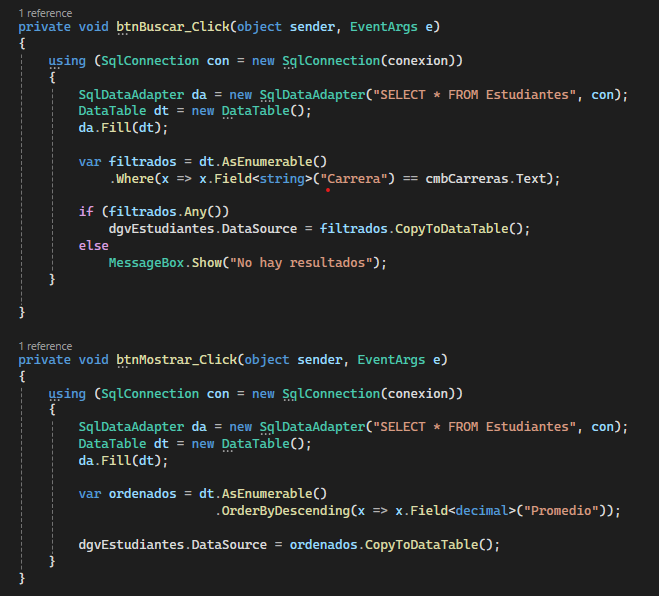 1 reference
private void btnBuscar_Click(object sender, EventArgs e)
{
using (SqlConnection con = new SqlConnection(conexion))
{
SqlDataAdapter da = new SqlDataAdapter("SELECT * FROM Estudiantes", con);
DataTable dt = new DataTable();
da.Fill(dt);
var filtrados = dt.AsEnumerable()
.Where(x => x.Field<string>("Carrera") == cmbCarreras.Text);
if (filtrados.Any())
dgvEstudiantes.DataSource = filtrados.CopyToDataTable();
else
MessageBox.Show("No hay resultados");
}
}
1 reference
private void btnMostrar_Click(object sender, EventArgs e)
{
using (SqlConnection con = new SqlConnection(conexion))
{
SqlDataAdapter da = new SqlDataAdapter("SELECT * FROM Estudiantes", con);
DataTable dt = new DataTable();
da.Fill(dt);
var ordenados = dt.AsEnumerable()
.OrderByDescending(x => x.Field<decimal>("Promedio"));
dgvEstudiantes.DataSource = ordenados.CopyToDataTable();
}
}